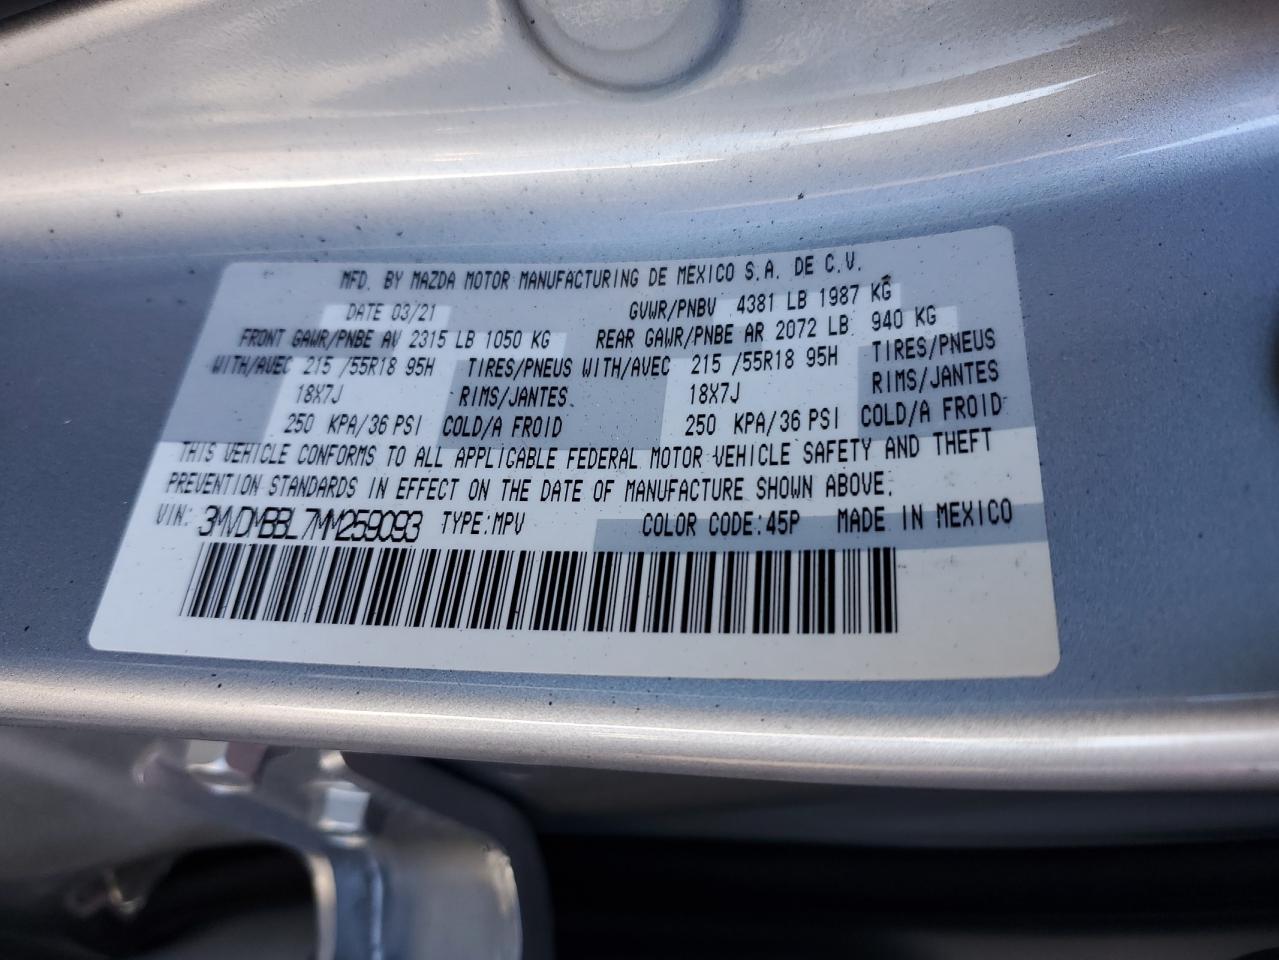 MFD. BY MAZDA MOTOR MANUFACTURING DE MEXICO S.A. DE C.V.
DATE 03/21 GVWR/PNBV 4381 LB 1987 KG
FRONT GAWR/PNBE AV 2315 LB 1050 KG REAR GAWR/PNBE AR 2072 LB 940 KG
WITH/AVEC 215 /55R18 95H TIRES/PNEUS WITH/AVEC 215 /55R18 95H TIRES/PNEUS
18X7J RIMS/JANTES 18X7J RIMS/JANTES
250 KPA/36 PSI COLD/A FROID 250 KPA/36 PSI COLD/A FROID
THIS VEHICLE CONFORMS TO ALL APPLICABLE FEDERAL MOTOR VEHICLE SAFETY AND THEFT
PREVENTION STANDARDS IN EFFECT ON THE DATE OF MANUFACTURE SHOWN ABOVE.
VIN: 3MVDMBBL7MM259093 TYPE:MPV COLOR CODE:45P MADE IN MEXICO